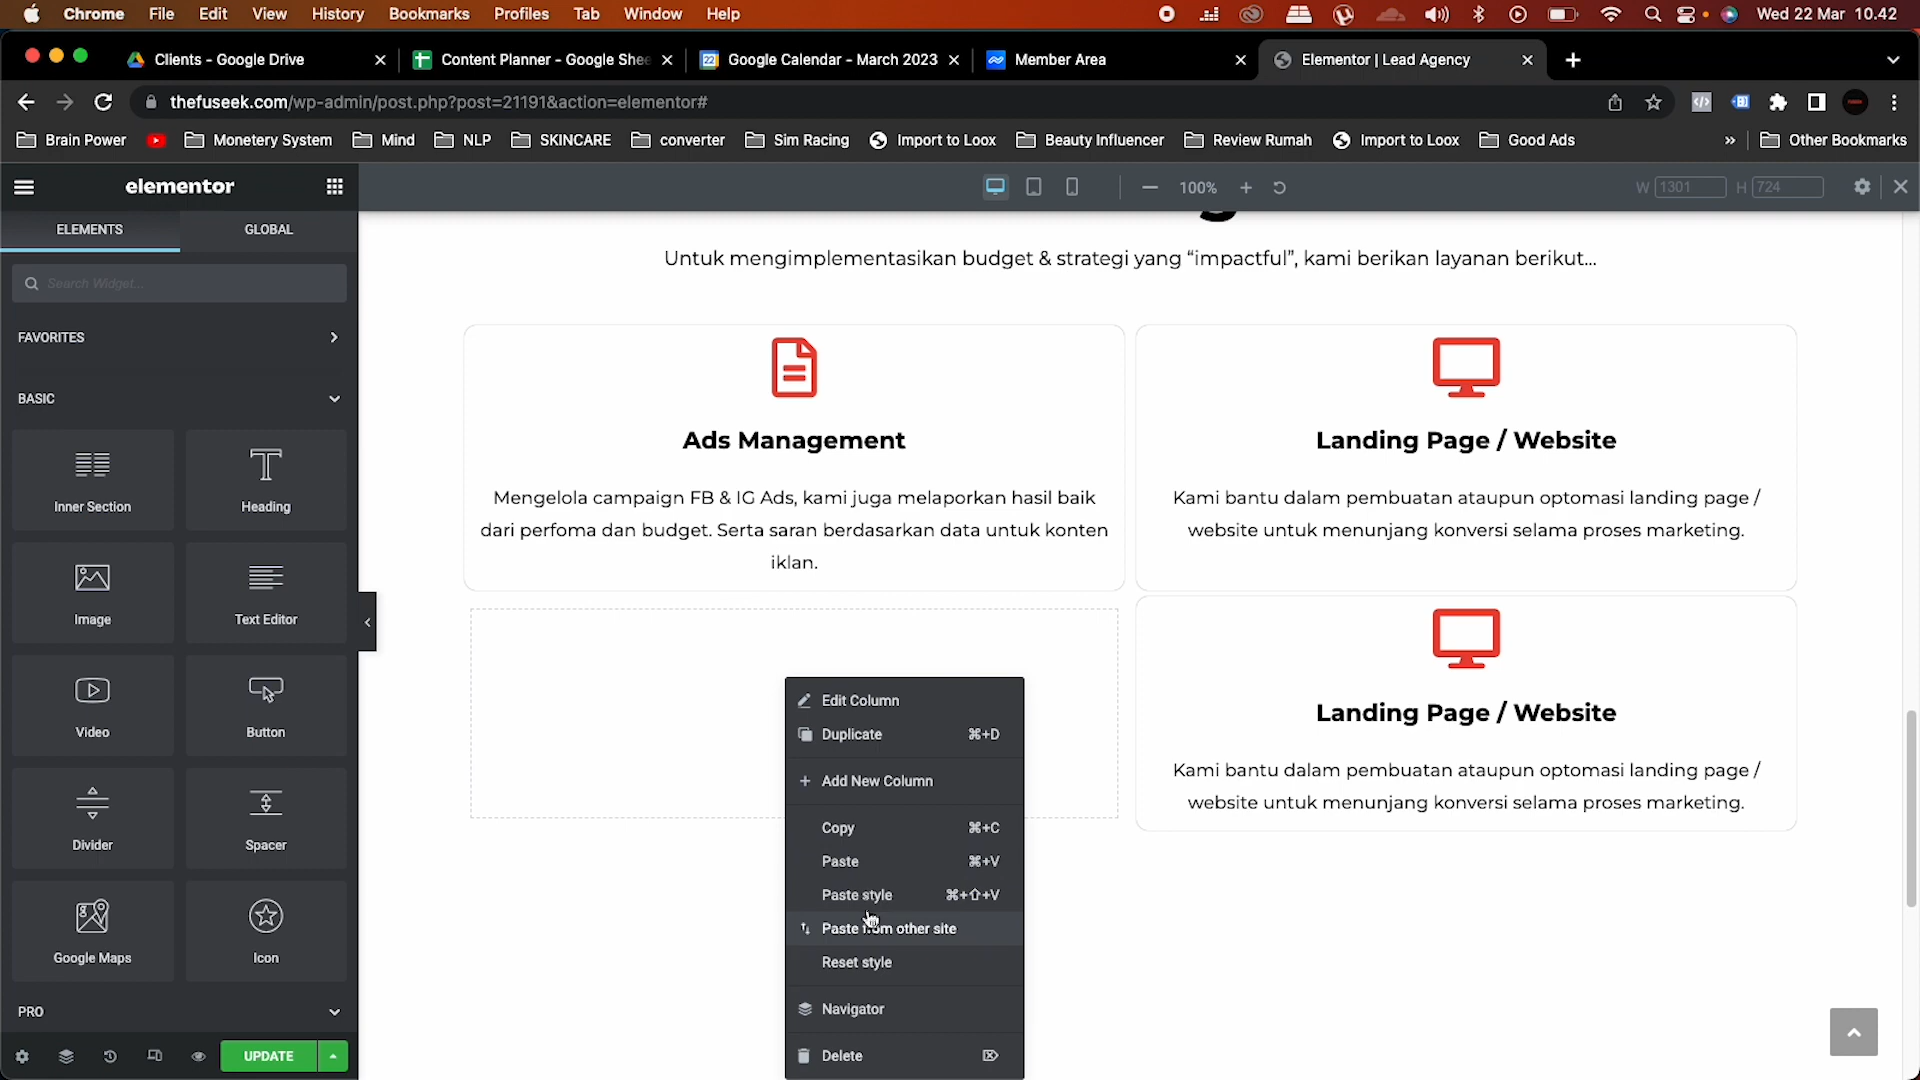 Chrome File Edit View History Bookmarks Profiles Tab Window Help Wed 22 Mar 10.42
Clients - Google Drive Content Planner - Google She Google Calendar - March 2023 Member Area Elementor | Lead Agency
thefuseek.com/wp-admin/post.php?post=21191&action=elementor#
Brain Power Monetery System Mind NLP SKINCARE converter Sim Racing Import to Loox Beauty Influencer Review Rumah Import to Loox Good Ads » Other Bookmarks
elementor 100% W 1301 H 724
ELEMENTS GLOBAL
Search Widget...
FAVORITES
BASIC
Inner Section Heading
Image Text Editor
Video Button
Divider Spacer
Google Maps Icon
PRO
UPDATE
Untuk mengimplementasikan budget & strategi yang “impactful”, kami berikan layanan berikut...
Ads Management
Mengelola campaign FB & IG Ads, kami juga melaporkan hasil baik
dari perfoma dan budget. Serta saran berdasarkan data untuk konten
iklan.
Landing Page / Website
Kami bantu dalam pembuatan ataupun optomasi landing page /
website untuk menunjang konversi selama proses marketing.
Landing Page / Website
Kami bantu dalam pembuatan ataupun optomasi landing page /
website untuk menunjang konversi selama proses marketing.
Edit Column
Duplicate ⌘+D
Add New Column
Copy ⌘+C
Paste ⌘+V
Paste style ⌘+⇧+V
Paste from other site
Reset style
Navigator
Delete ⌦